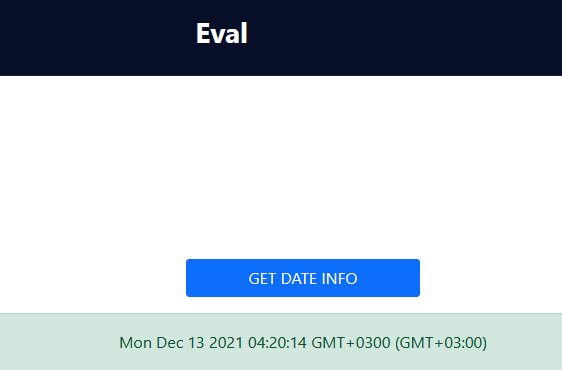 Eval
GET DATE INFO
Mon Dec 13 2021 04:20:14 GMT+0300 (GMT+03:00)